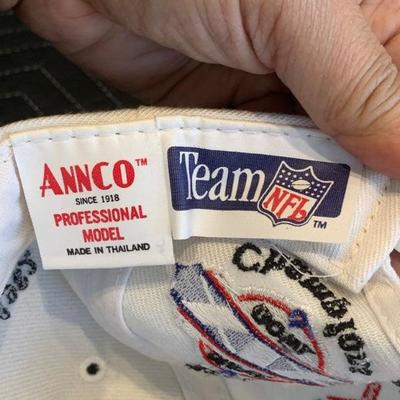 ANNCO™
SINCE 1918
PROFESSIONAL
MODEL
MADE IN THAILAND
Team
NFL
™